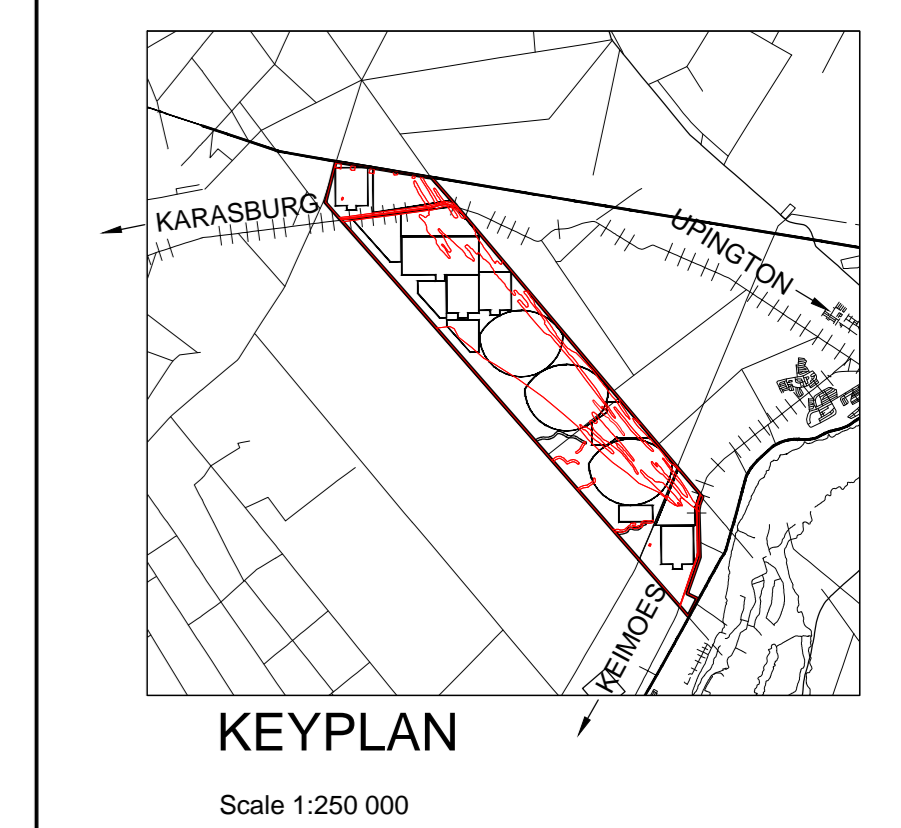 KARASBURG
UPINGTON
KEIMOES
KEYPLAN
Scale 1:250 000